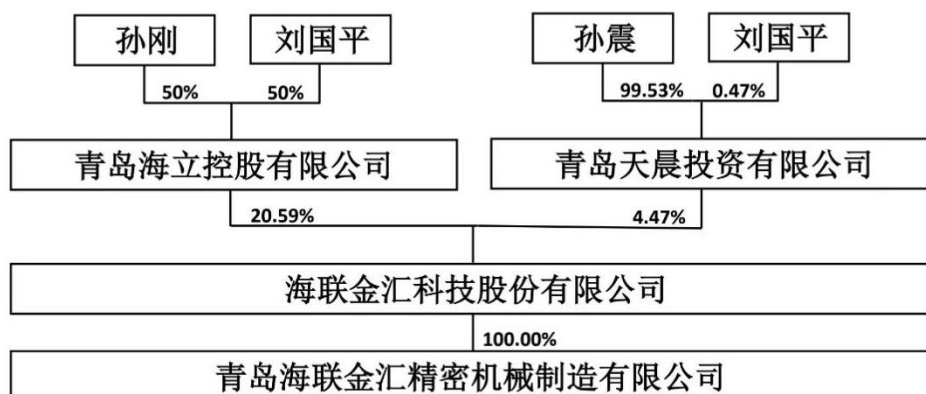 孙刚
刘国平
孙震
刘国平
50%
50%
99.53%
0.47%
青岛海立控股有限公司
青岛天晨投资有限公司
20.59%
4.47%
海联金汇科技股份有限公司
100.00%
青岛海联金汇精密机械制造有限公司